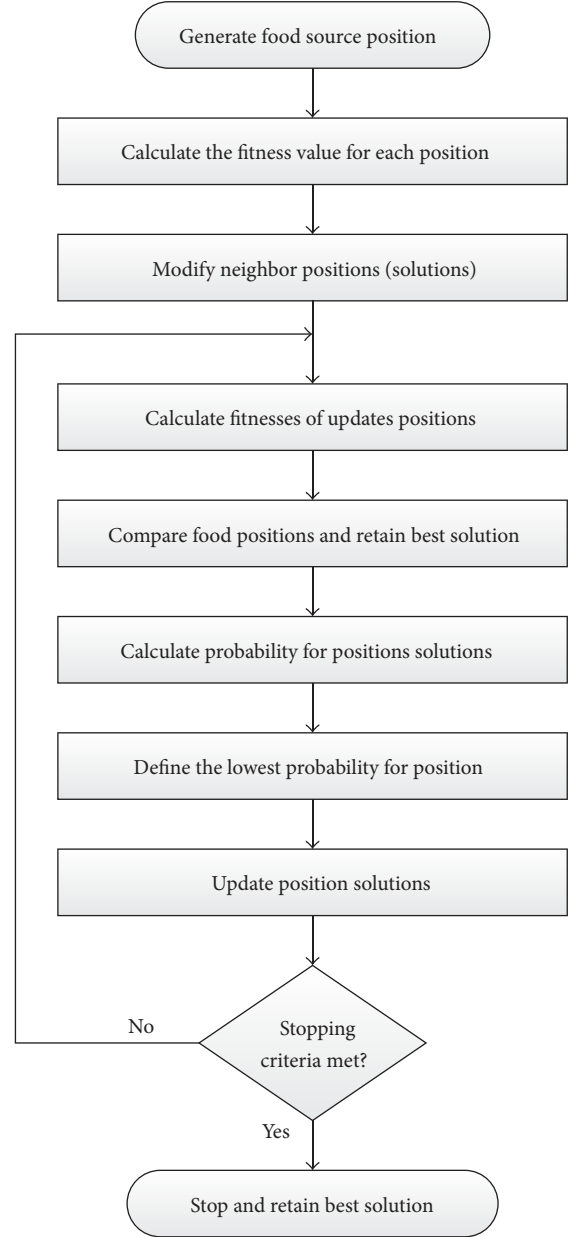 Generate food source position
Calculate the fitness value for each position
Modify neighbor positions (solutions)
Calculate fitnesses of updates positions
Compare food positions and retain best solution
Calculate probability for positions solutions
Define the lowest probability for position
Update position solutions
No
Stopping
criteria met?
Yes
Stop and retain best solution